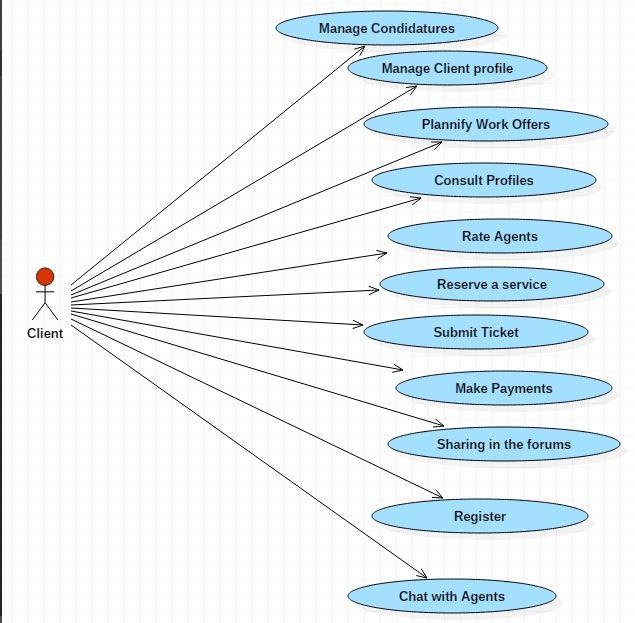 Manage Condidatures
Manage Client profile
Plannify Work Offers
Consult Profiles
Rate Agents
Reserve a service
Client
Submit Ticket
Make Payments
Sharing in the forums
Register
Chat with Agents